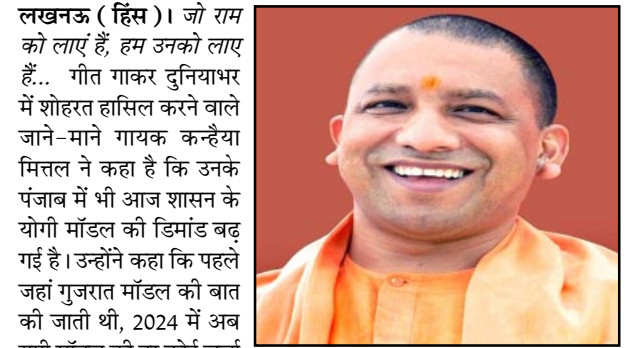 लखनऊ ( हिंस )। जो राम
को लाएं हैं, हम उनको लाए
हैं... गीत गाकर दुनियाभर
में शोहरत हासिल करने वाले
जाने-माने गायक कन्हैया
मित्तल ने कहा है कि उनके
पंजाब में भी आज शासन के
योगी मॉडल की डिमांड बढ़
गई है। उन्होंने कहा कि पहले
जहां गुजरात मॉडल की बात
की जाती थी, 2024 में अब